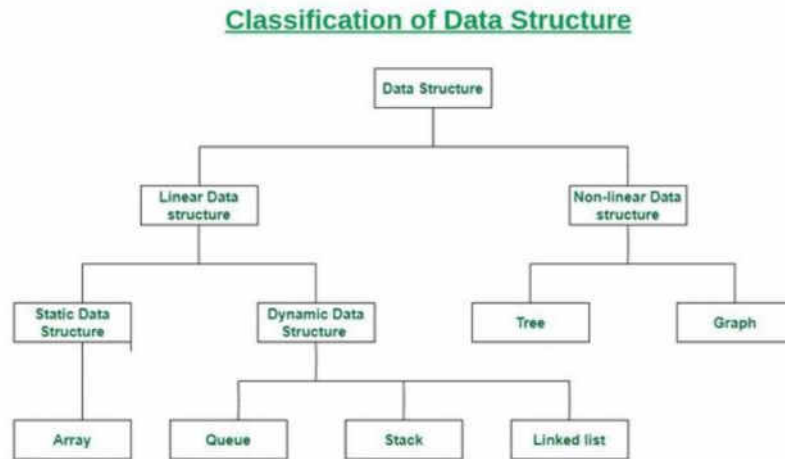 Classification of Data Structure
Data Structure
Linear Data
structure
Non-linear Data
structure
Static Data
Structure
Dynamic Data
Structure
Tree
Graph
Array
Queue
Stack
Linked list